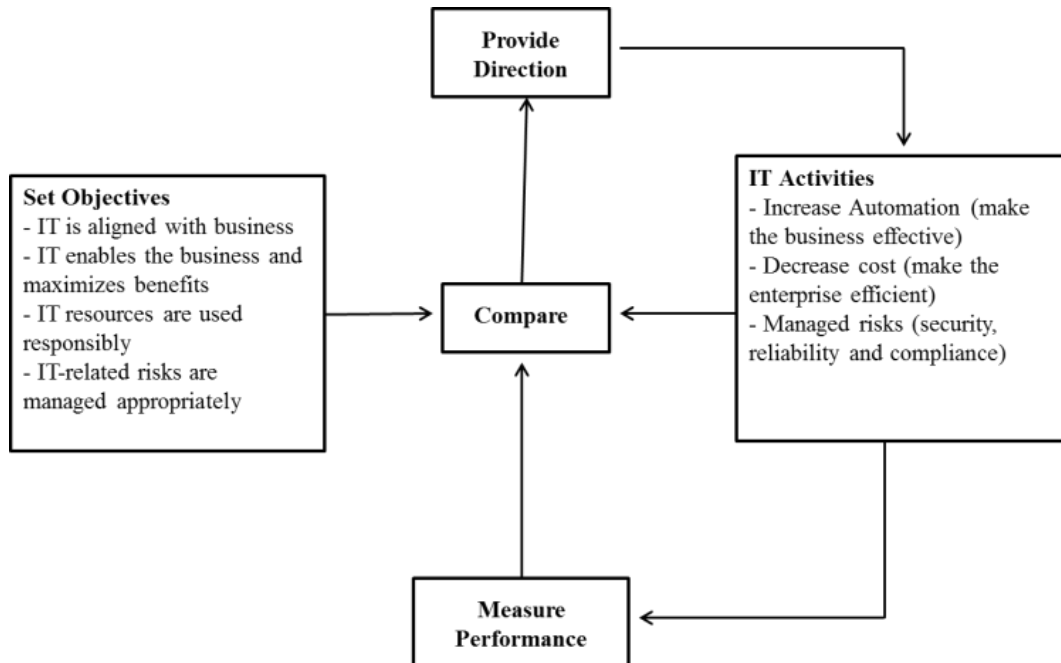 Provide
Direction
Set Objectives
- IT is aligned with business
- IT enables the business and
maximizes benefits
- IT resources are used
responsibly
- IT-related risks are
managed appropriately
Compare
IT Activities
- Increase Automation (make
the business effective)
- Decrease cost (make the
enterprise efficient)
- Managed risks (security,
reliability and compliance)
Measure
Performance